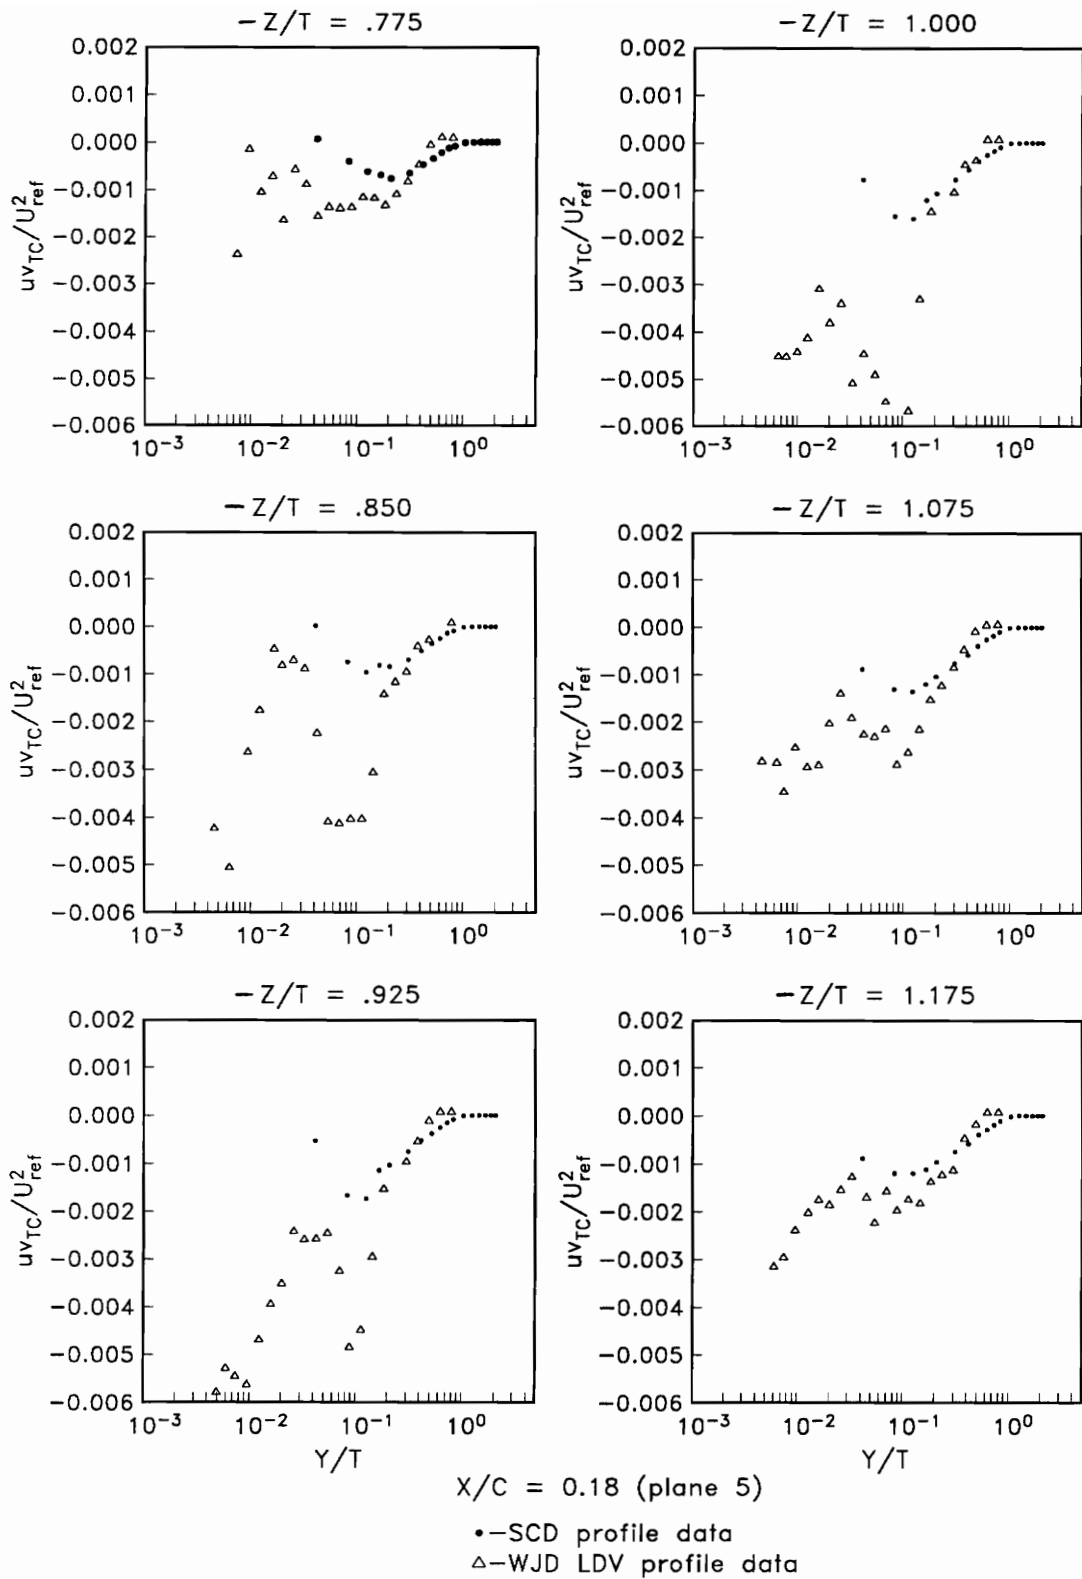 −Z/T = .775
0.002
0.001
0.000
−0.001
−0.002
−0.003
−0.004
−0.005
−0.006
uv_TC/U²_ref
10⁻³ 10⁻² 10⁻¹ 10⁰
−Z/T = 1.000
0.002
0.001
0.000
−0.001
−0.002
−0.003
−0.004
−0.005
−0.006
uv_TC/U²_ref
10⁻³ 10⁻² 10⁻¹ 10⁰
−Z/T = .850
0.002
0.001
0.000
−0.001
−0.002
−0.003
−0.004
−0.005
−0.006
uv_TC/U²_ref
10⁻³ 10⁻² 10⁻¹ 10⁰
−Z/T = 1.075
0.002
0.001
0.000
−0.001
−0.002
−0.003
−0.004
−0.005
−0.006
uv_TC/U²_ref
10⁻³ 10⁻² 10⁻¹ 10⁰
−Z/T = .925
0.002
0.001
0.000
−0.001
−0.002
−0.003
−0.004
−0.005
−0.006
uv_TC/U²_ref
10⁻³ 10⁻² 10⁻¹ 10⁰
Y/T
−Z/T = 1.175
0.002
0.001
0.000
−0.001
−0.002
−0.003
−0.004
−0.005
−0.006
uv_TC/U²_ref
10⁻³ 10⁻² 10⁻¹ 10⁰
Y/T
X/C = 0.18 (plane 5)
•−SCD profile data
△−WJD LDV profile data